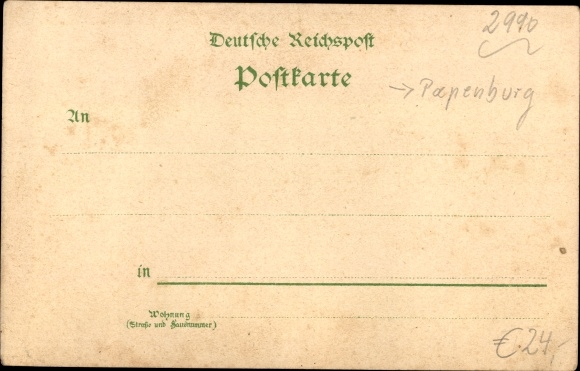 2990
Deutsche Reichspost
Postkarte
→ Papenburg
An
in
Wohnung
(Straße und Hausnummer)
€ 24,-